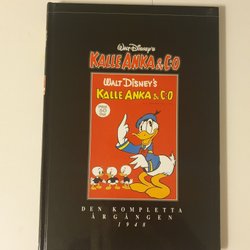 WALT DISNEY'S
KALLE ANKA & C:O
WALT DISNEY'S
KALLE ANKA & C:O
DEN KOMPLETTA
ÅRGÅNGEN
1948